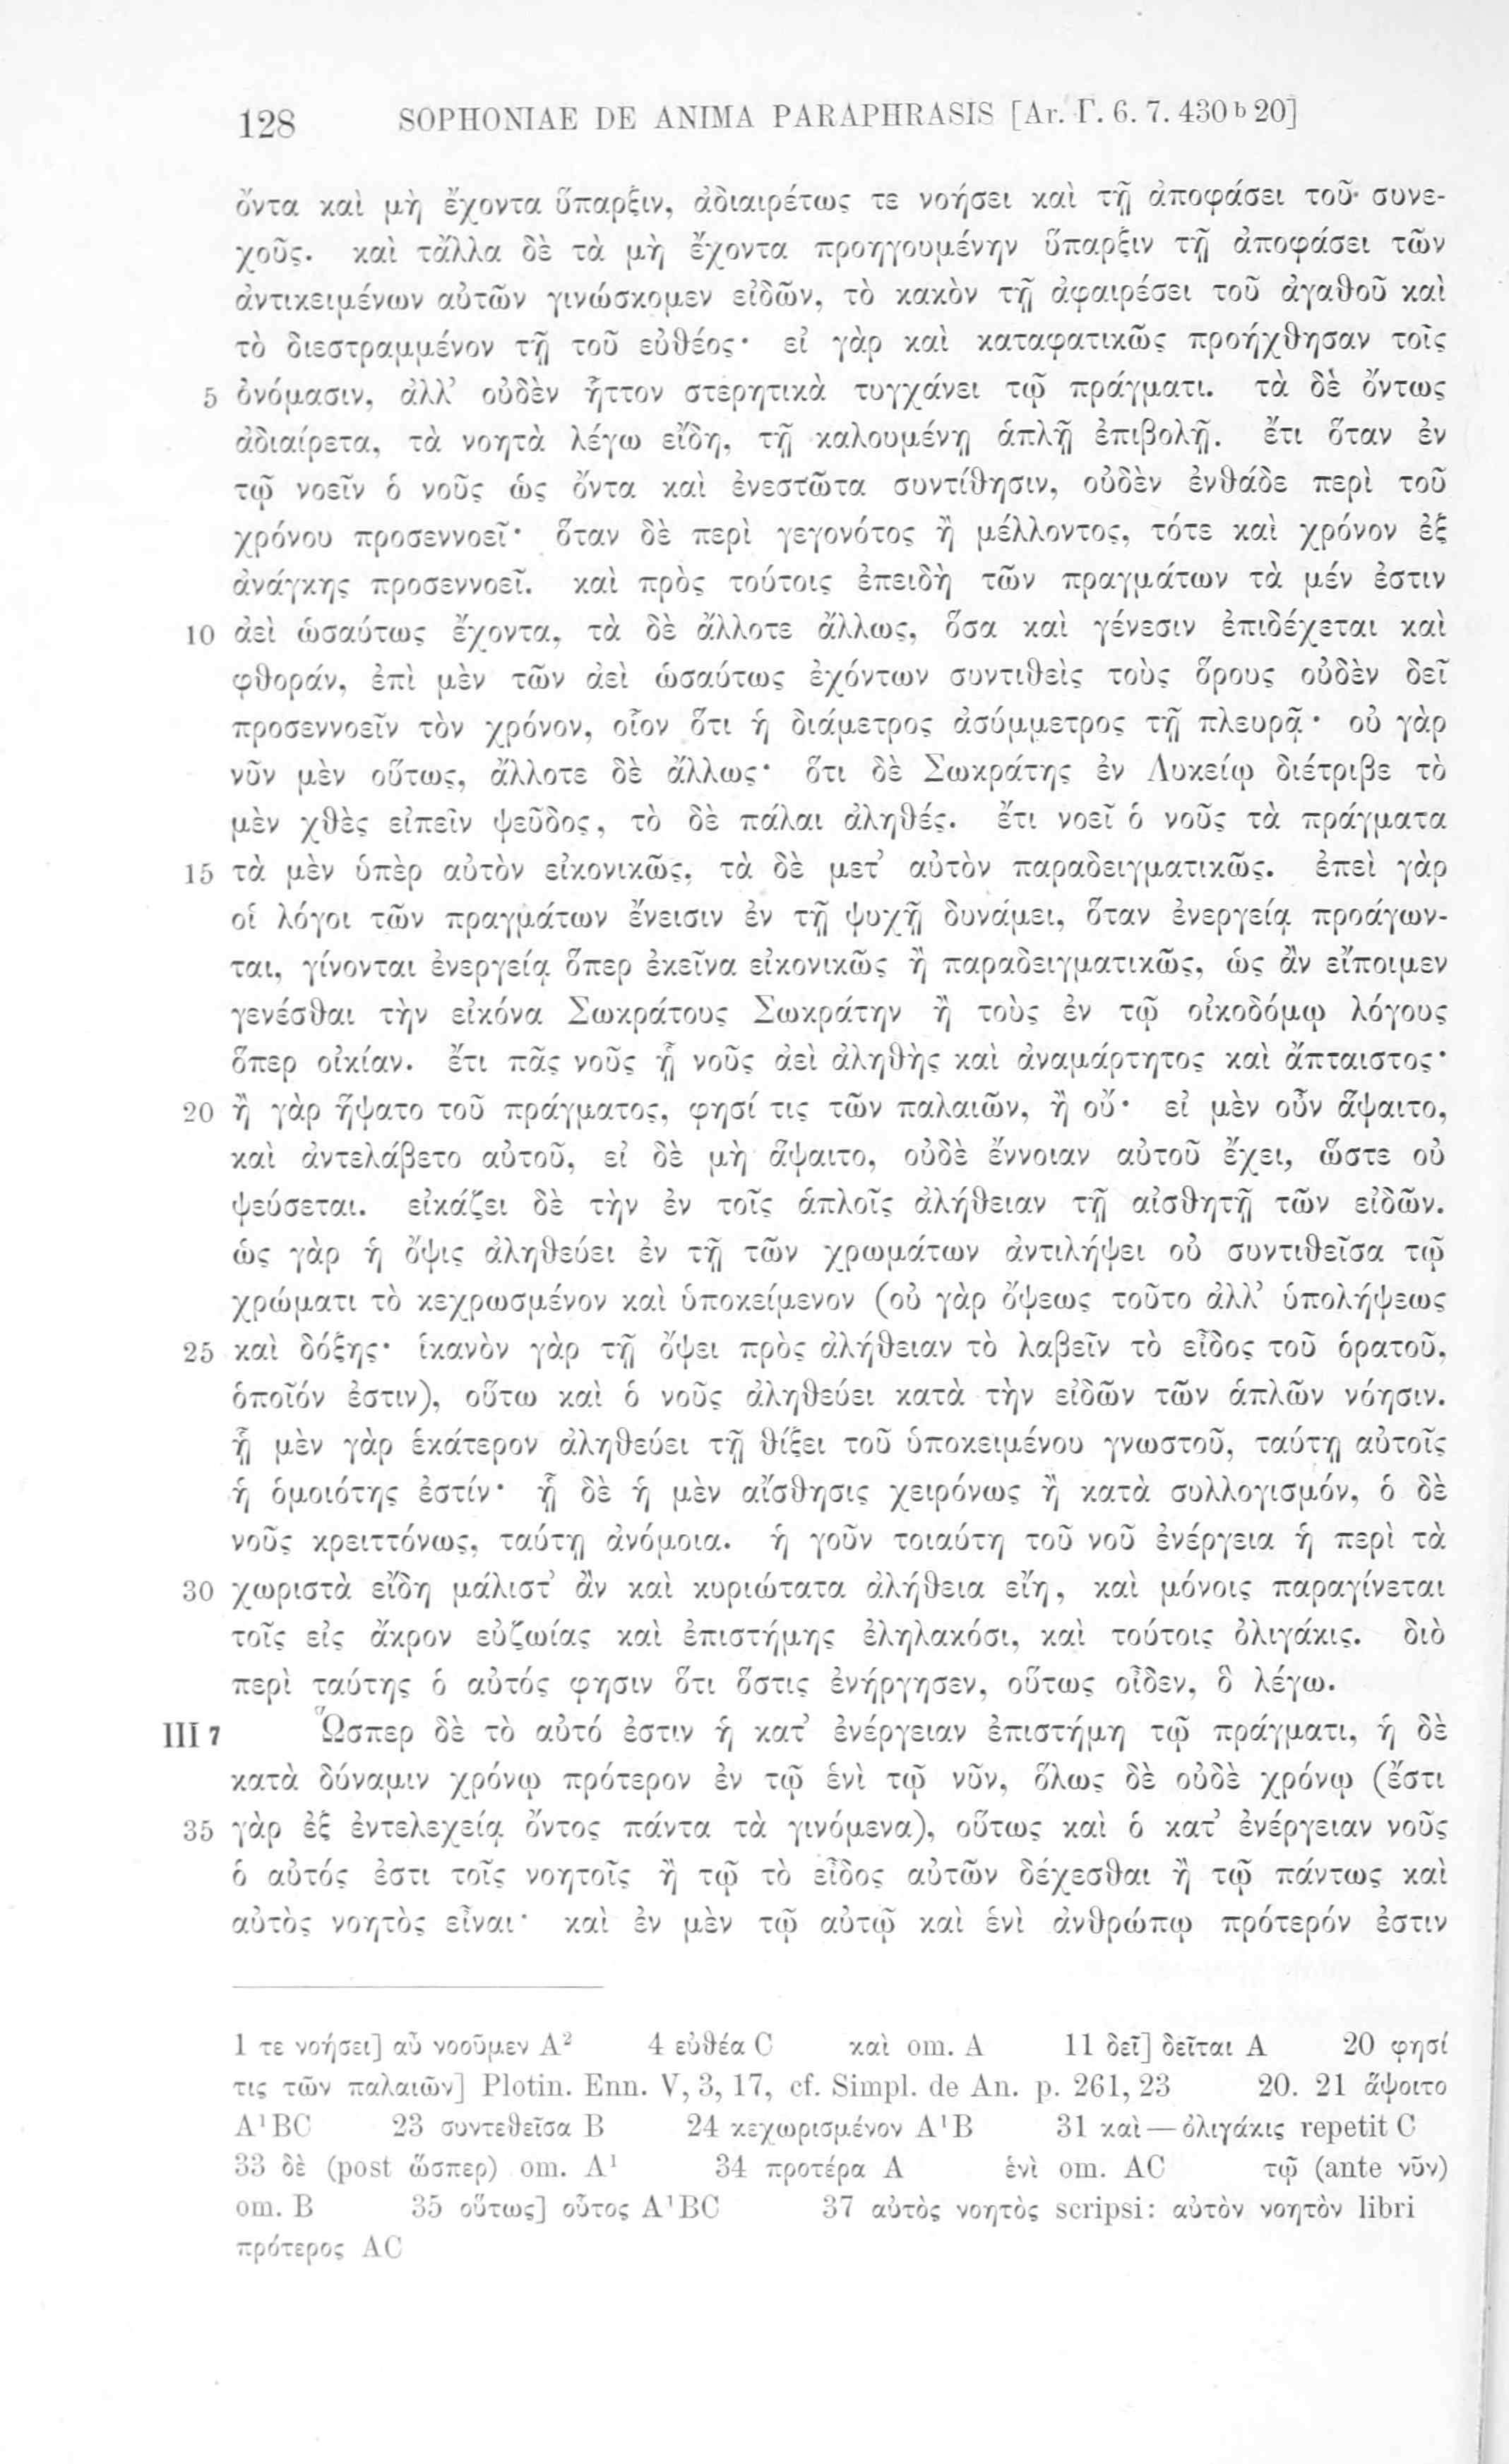 128 SOPHONIAE DE ANIMA PARAPHRASIS [Ar. Γ. 6. 7. 430 b 20]
ὄντα καὶ μὴ ἔχοντα ὕπαρξιν, ἀδιαιρέτως τε νοήσει καὶ τῇ ἀποφάσει τοῦ συνε-
χοῦς. καὶ τἄλλα δὲ τὰ μὴ ἔχοντα προηγουμένην ὕπαρξιν τῇ ἀποφάσει τῶν
ἀντικειμένων αὐτῶν γινώσκομεν εἰδῶν, τὸ κακὸν τῇ ἀφαιρέσει τοῦ ἀγαθοῦ καὶ
τὸ διεστραμμένον τῇ τοῦ εὐθέος· εἰ γὰρ καὶ καταφατικῶς προήχθησαν τοῖς
5 ὀνόμασιν, ἀλλ’ οὐδὲν ἧττον στερητικὰ τυγχάνει τῷ πράγματι. τὰ δὲ ὄντως
ἀδιαίρετα, τὰ νοητὰ λέγω εἴδη, τῇ καλουμένῃ ἁπλῇ ἐπιβολῇ. ἔτι ὅταν ἐν
τῷ νοεῖν ὁ νοῦς ὡς ὄντα καὶ ἐνεστῶτα συντίθησιν, οὐδὲν ἐνθάδε περὶ τοῦ
χρόνου προσεννοεῖ· ὅταν δὲ περὶ γεγονότος ἢ μέλλοντος, τότε καὶ χρόνον ἐξ
ἀνάγκης προσεννοεῖ. καὶ πρὸς τούτοις ἐπειδὴ τῶν πραγμάτων τὰ μέν ἐστιν
10 ἀεὶ ὡσαύτως ἔχοντα, τὰ δὲ ἄλλοτε ἄλλως, ὅσα καὶ γένεσιν ἐπιδέχεται καὶ
φθοράν, ἐπὶ μὲν τῶν ἀεὶ ὡσαύτως ἐχόντων συντιθεὶς τοὺς ὅρους οὐδὲν δεῖ
προσεννοεῖν τὸν χρόνον, οἷον ὅτι ἡ διάμετρος ἀσύμμετρος τῇ πλευρᾷ· οὐ γὰρ
νῦν μὲν οὕτως, ἄλλοτε δὲ ἄλλως· ὅτι δὲ Σωκράτης ἐν Λυκείῳ διέτριβε τὸ
μὲν χθὲς εἰπεῖν ψεῦδος, τὸ δὲ πάλαι ἀληθές. ἔτι νοεῖ ὁ νοῦς τὰ πράγματα
15 τὰ μὲν ὑπὲρ αὐτὸν εἰκονικῶς, τὰ δὲ μετ’ αὐτὸν παραδειγματικῶς. ἐπεὶ γὰρ
οἱ λόγοι τῶν πραγμάτων ἔνεισιν ἐν τῇ ψυχῇ δυνάμει, ὅταν ἐνεργείᾳ προάγων-
ται, γίνονται ἐνεργείᾳ ὅπερ ἐκεῖνα εἰκονικῶς ἢ παραδειγματικῶς, ὡς ἂν εἴποιμεν
γενέσθαι τὴν εἰκόνα Σωκράτους Σωκράτην ἢ τοὺς ἐν τῷ οἰκοδόμῳ λόγους
ὅπερ οἰκίαν. ἔτι πᾶς νοῦς ᾗ νοῦς ἀεὶ ἀληθὴς καὶ ἀναμάρτητος καὶ ἄπταιστος·
20 ἢ γὰρ ἥψατο τοῦ πράγματος, φησί τις τῶν παλαιῶν, ἢ οὔ· εἰ μὲν οὖν ἅψαιτο,
καὶ ἀντελάβετο αὐτοῦ, εἰ δὲ μὴ ἅψαιτο, οὐδὲ ἔννοιαν αὐτοῦ ἔχει, ὥστε οὐ
ψεύσεται. εἰκάζει δὲ τὴν ἐν τοῖς ἁπλοῖς ἀλήθειαν τῇ αἰσθητῇ τῶν εἰδῶν.
ὡς γὰρ ἡ ὄψις ἀληθεύει ἐν τῇ τῶν χρωμάτων ἀντιλήψει οὐ συντιθεῖσα τῷ
χρώματι τὸ κεχρωσμένον καὶ ὑποκείμενον (οὐ γὰρ ὄψεως τοῦτο ἀλλ’ ὑπολήψεως
25 καὶ δόξης· ἱκανὸν γὰρ τῇ ὄψει πρὸς ἀλήθειαν τὸ λαβεῖν τὸ εἶδος τοῦ ὁρατοῦ,
ὁποῖόν ἐστιν), οὕτω καὶ ὁ νοῦς ἀληθεύει κατὰ τὴν εἰδῶν τῶν ἁπλῶν νόησιν.
ᾗ μὲν γὰρ ἑκάτερον ἀληθεύει τῇ θίξει τοῦ ὑποκειμένου γνωστοῦ, ταύτῃ αὐτοῖς
ἡ ὁμοιότης ἐστίν· ᾗ δὲ ἡ μὲν αἴσθησις χειρόνως ἢ κατὰ συλλογισμόν, ὁ δὲ
νοῦς κρειττόνως, ταύτῃ ἀνόμοια. ἡ γοῦν τοιαύτη τοῦ νοῦ ἐνέργεια ἡ περὶ τὰ
30 χωριστὰ εἴδη μάλιστ’ ἂν καὶ κυριώτατα ἀλήθεια εἴη, καὶ μόνοις παραγίνεται
τοῖς εἰς ἄκρον εὐζωίας καὶ ἐπιστήμης ἐληλακόσι, καὶ τούτοις ὀλιγάκις. διὸ
περὶ ταύτης ὁ αὐτός φησιν ὅτι ὅστις ἐνήργησεν, οὕτως οἶδεν, ὃ λέγω.
III 7 Ὥσπερ δὲ τὸ αὐτό ἐστιν ἡ κατ’ ἐνέργειαν ἐπιστήμη τῷ πράγματι, ἡ δὲ
κατὰ δύναμιν χρόνῳ πρότερον ἐν τῷ ἑνὶ τῷ νῦν, ὅλως δὲ οὐδὲ χρόνῳ (ἔστι
35 γὰρ ἐξ ἐντελεχείᾳ ὄντος πάντα τὰ γινόμενα), οὕτως καὶ ὁ κατ’ ἐνέργειαν νοῦς
ὁ αὐτός ἐστι τοῖς νοητοῖς ἢ τῷ τὸ εἶδος αὐτῶν δέχεσθαι ἢ τῷ πάντως καὶ
αὐτὸς νοητὸς εἶναι· καὶ ἐν μὲν τῷ αὐτῷ καὶ ἑνὶ ἀνθρώπῳ πρότερόν ἐστιν
1 τε νοήσει] αὖ νοοῦμεν A² 4 εὐθέα C καὶ om. A 11 δεῖ] δεῖται A 20 φησί
τις τῶν παλαιῶν] Plotin. Enn. V, 3, 17, cf. Simpl. de An. p. 261, 23 20. 21 ἅψοιτο
A¹BC 23 συντεθεῖσα B 24 κεχωρισμένον A¹B 31 καὶ — ὀλιγάκις repetit C
33 δὲ (post ὥσπερ) om. A¹ 34 προτέρα A ἑνὶ om. AC τῷ (ante νῦν)
om. B 35 οὕτως] οὗτος A¹BC 37 αὐτὸς νοητὸς scripsi: αὐτὸν νοητὸν libri
πρότερος AC